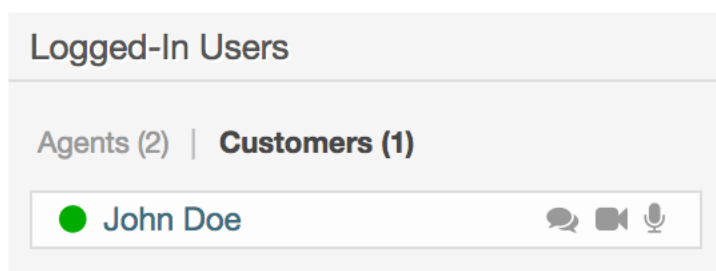 Logged-In Users
Agents (2) | Customers (1)
John Doe